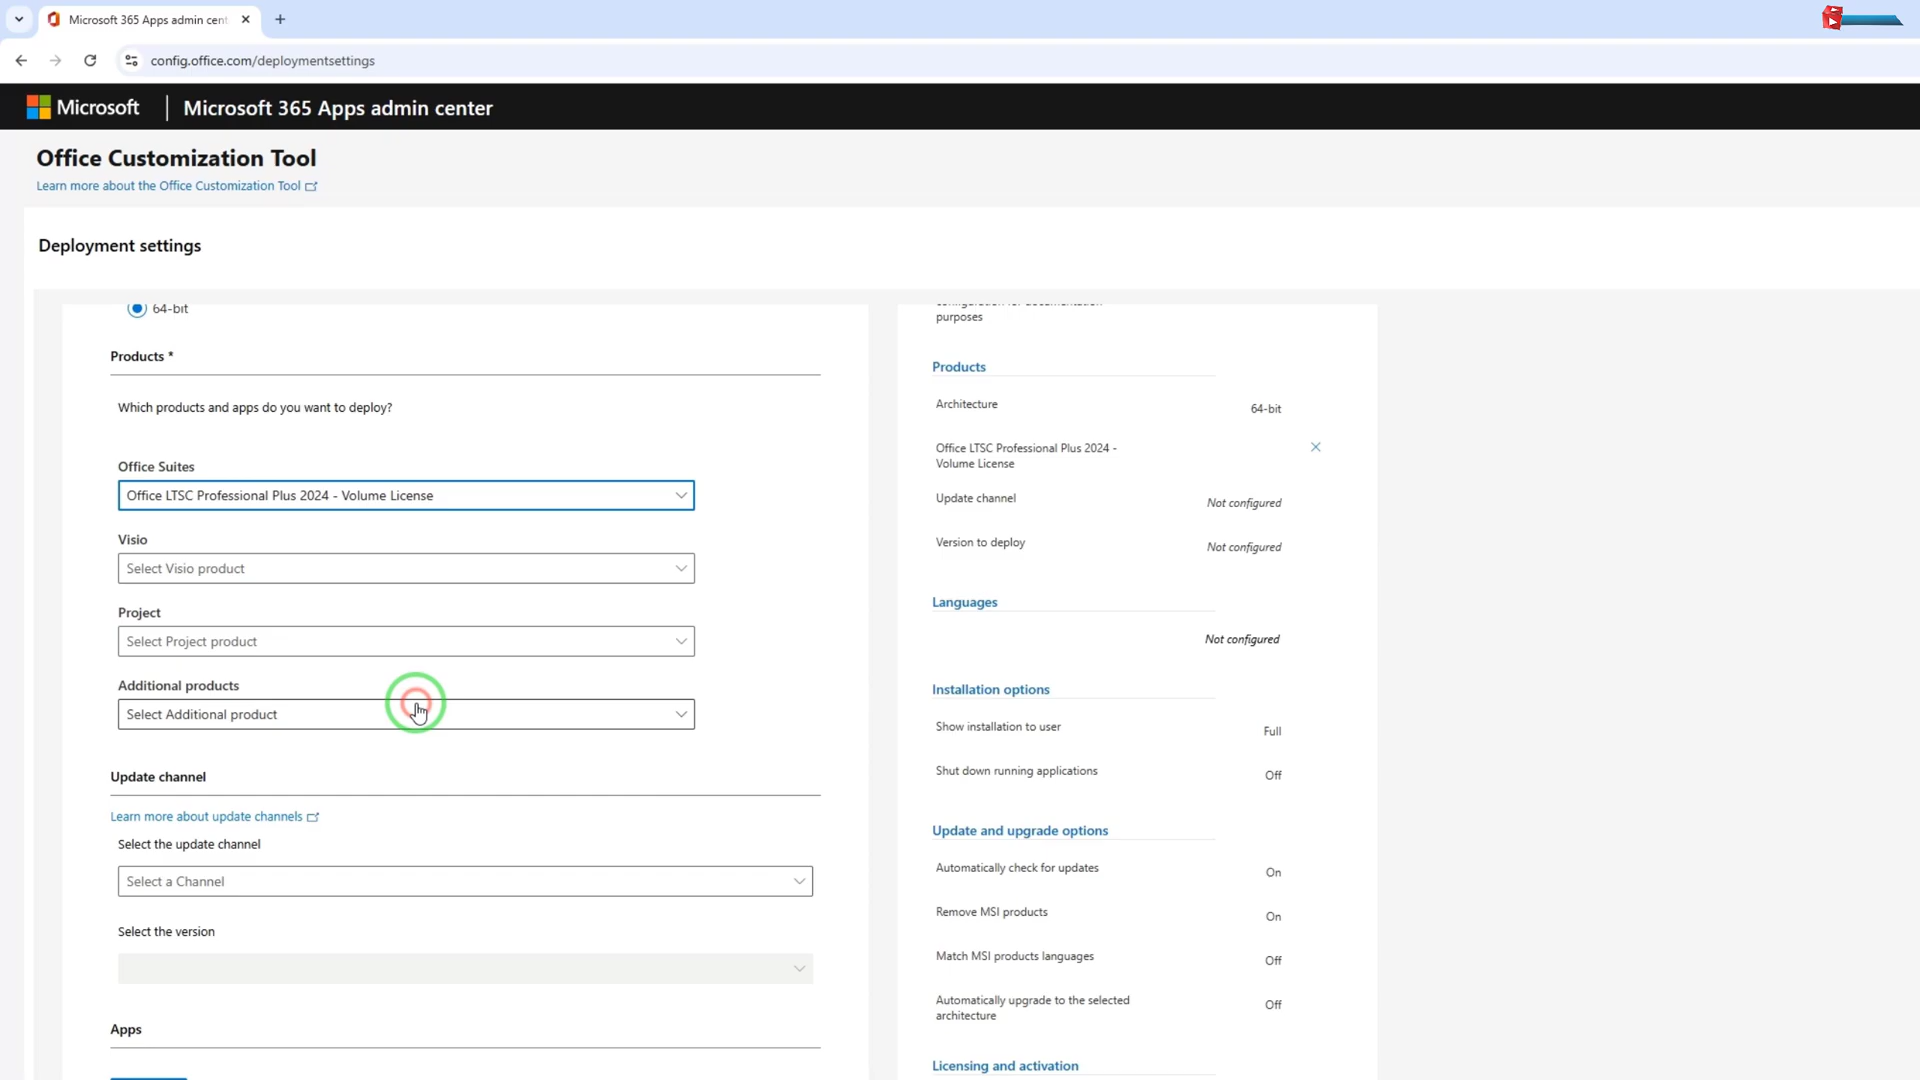 Microsoft 365 Apps admin cent
config.office.com/deploymentsettings
Microsoft
Microsoft 365 Apps admin center
Office Customization Tool
Learn more about the Office Customization Tool
Deployment settings
64-bit
Products *
Which products and apps do you want to deploy?
Office Suites
Office LTSC Professional Plus 2024 - Volume License
Visio
Select Visio product
Project
Select Project product
Additional products
Select Additional product
Update channel
Learn more about update channels
Select the update channel
Select a Channel
Select the version
Apps
purposes
Products
Architecture
64-bit
Office LTSC Professional Plus 2024 -
Volume License
Update channel
Not configured
Version to deploy
Not configured
Languages
Not configured
Installation options
Show installation to user
Full
Shut down running applications
Off
Update and upgrade options
Automatically check for updates
On
Remove MSI products
On
Match MSI products languages
Off
Automatically upgrade to the selected
architecture
Off
Licensing and activation